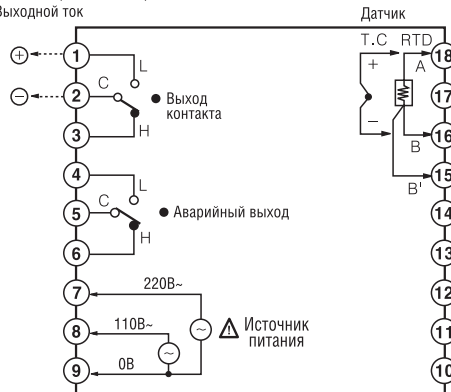 Выходной ток
Датчик
+
1
L
C
2
Выход
контакта
3
H
−
4
L
C
5
Аварийный выход
6
H
7
220В~
8
110В~
~
~
⚠ Источник
питания
9
0В
T.C RTD
+
A
18
17
−
B
16
B'
15
14
13
12
11
10